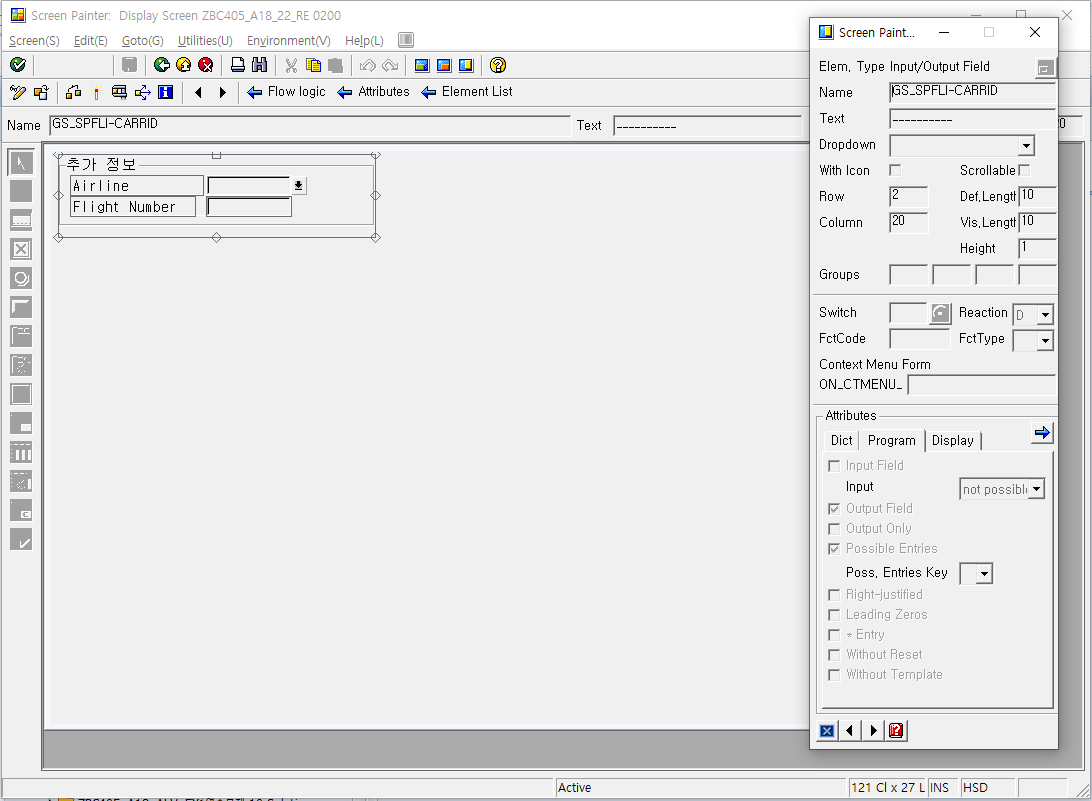 Screen Painter: Display Screen ZBC405_A18_22_RE 0200
Screen(S) Edit(E) Goto(G) Utilities(U) Environment(V) Help(L)
Flow logic Attributes Element List
Name GS_SPFLI-CARRID Text __________
추가 정보
Airline
Flight Number
Screen Paint...
Elem. Type Input/Output Field
Name GS_SPFLI-CARRID
Text __________
Dropdown
With Icon Scrollable
Row 2 Def.Length 10
Column 20 Vis.Length 10
Height 1
Groups
Switch Reaction D
FctCode FctType
Context Menu Form
ON_CTMENU_
Attributes
Dict Program Display
Input Field
Input not possibl
Output Field
Output Only
Possible Entries
Poss. Entries Key
Right-justified
Leading Zeros
* Entry
Without Reset
Without Template
Active 121 Cl x 27 L INS HSD